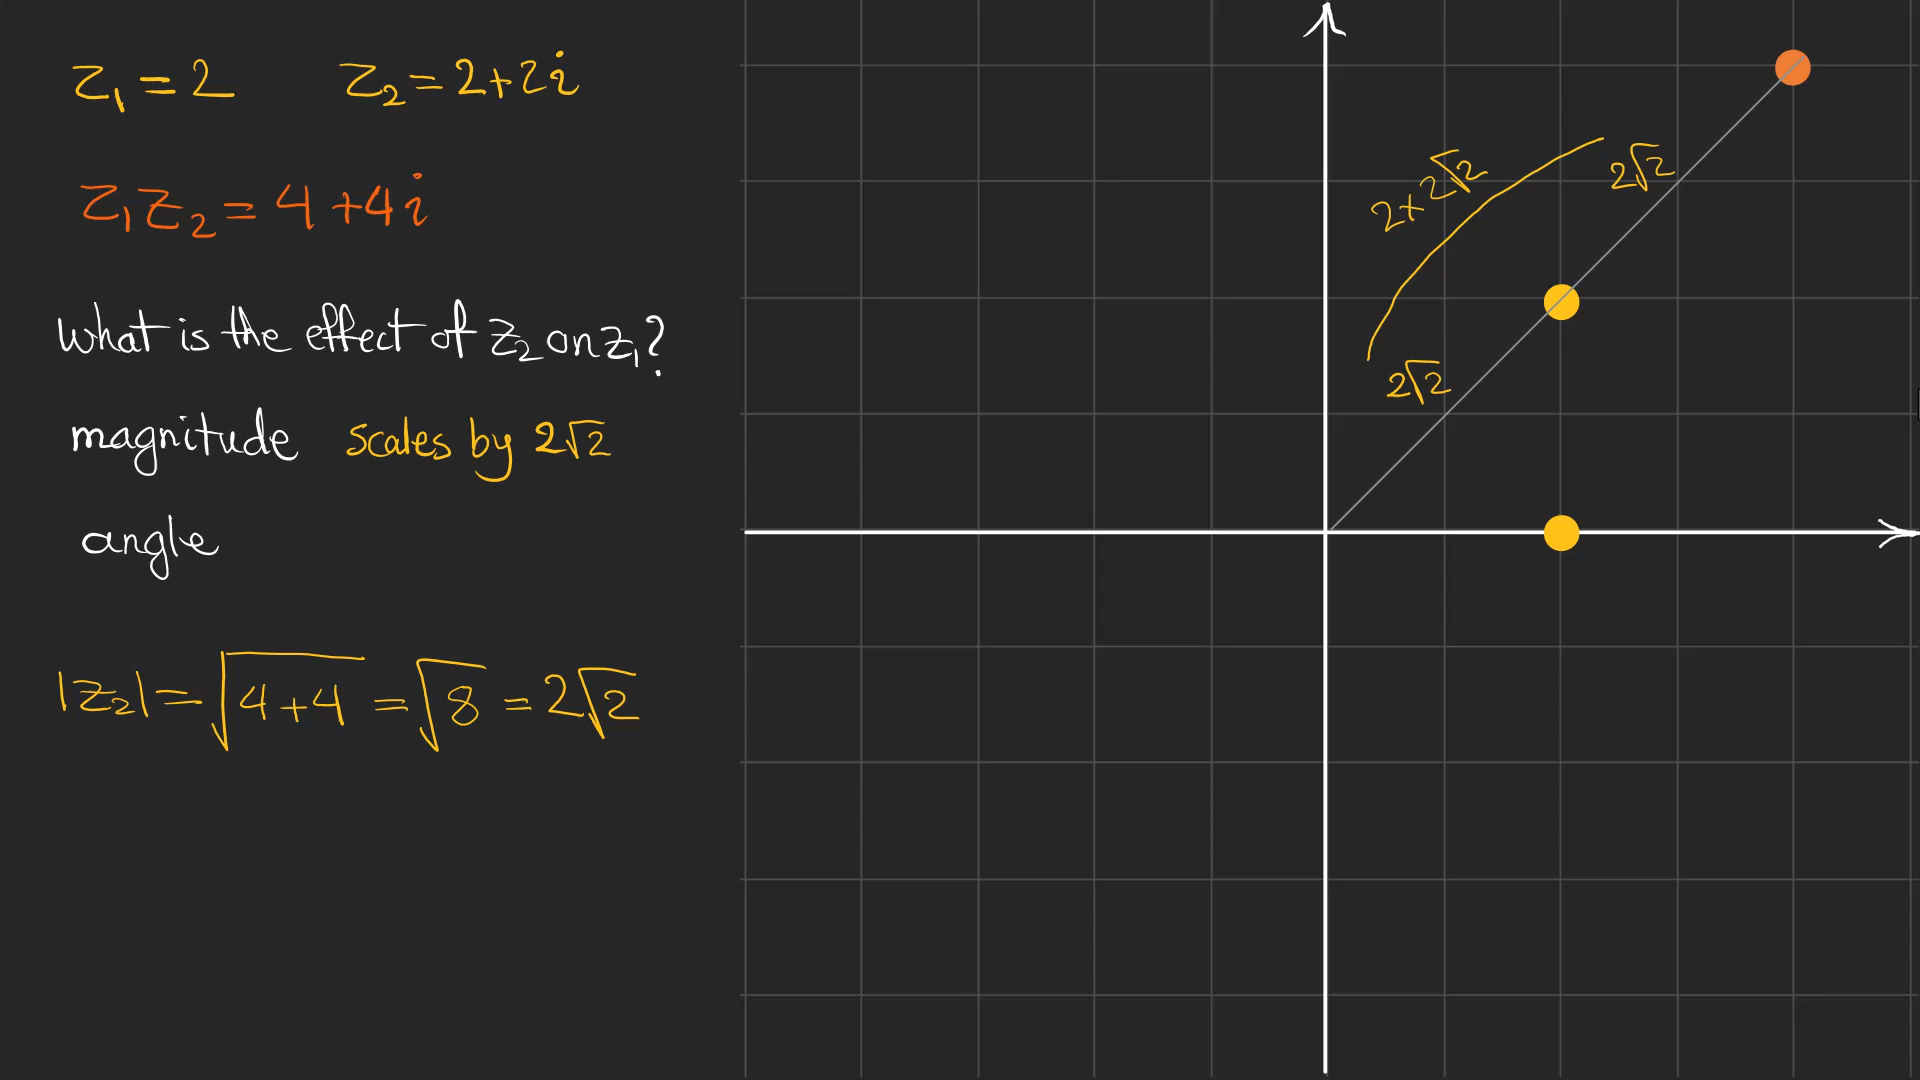 z₁ = 2 z₂ = 2+2i
z₁z₂ = 4+4i
What is the effect of z₂ on z₁?
magnitude scales by 2√2
angle
|z₂| = √4+4 = √8 = 2√2
2×2√2
2√2
2√2